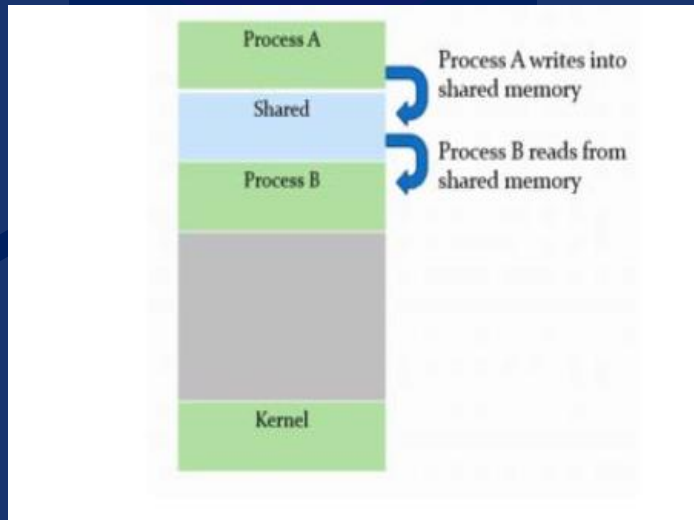 Process A
Process A writes into
shared memory
Shared
Process B reads from
shared memory
Process B
Kernel